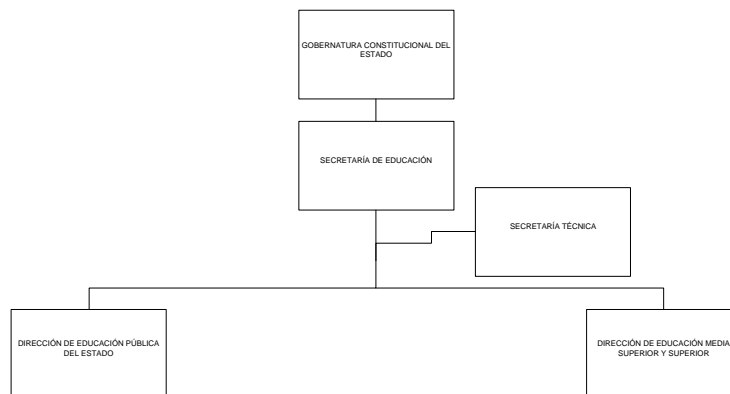 GOBERNATURA CONSTITUCIONAL DEL
ESTADO
SECRETARÍA DE EDUCACIÓN
SECRETARÍA TÉCNICA
DIRECCIÓN DE EDUCACIÓN PÚBLICA
DEL ESTADO
DIRECCIÓN DE EDUCACIÓN MEDIA
SUPERIOR Y SUPERIOR